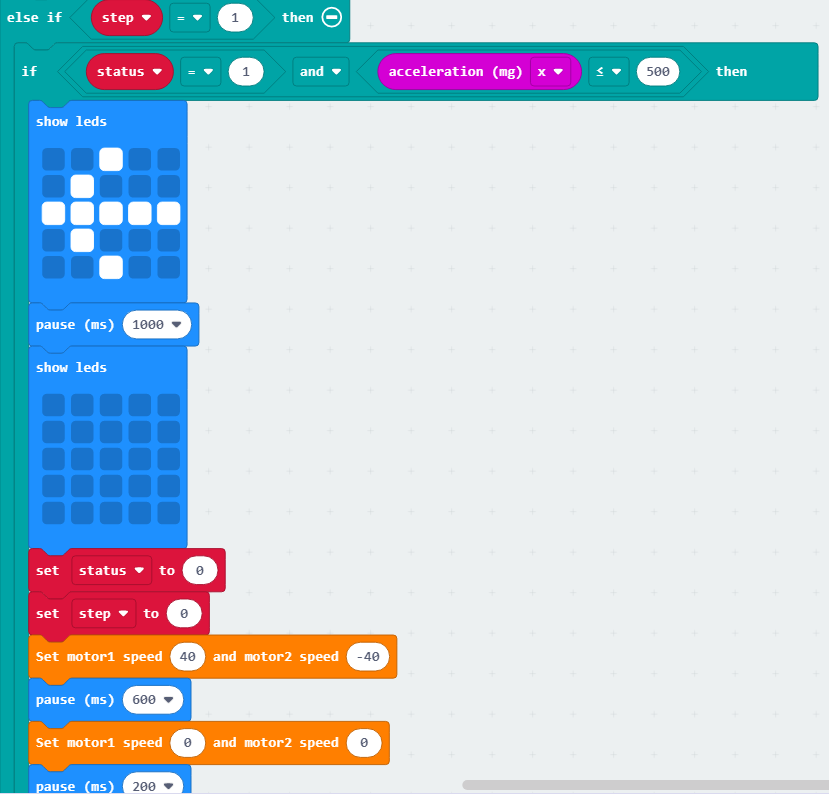 else if step = 1 then
if status = 1 and acceleration (mg) x ≤ 500 then
show leds
pause (ms) 1000
show leds
set status to 0
set step to 0
Set motor1 speed 40 and motor2 speed -40
pause (ms) 600
Set motor1 speed 0 and motor2 speed 0
pause (ms) 200